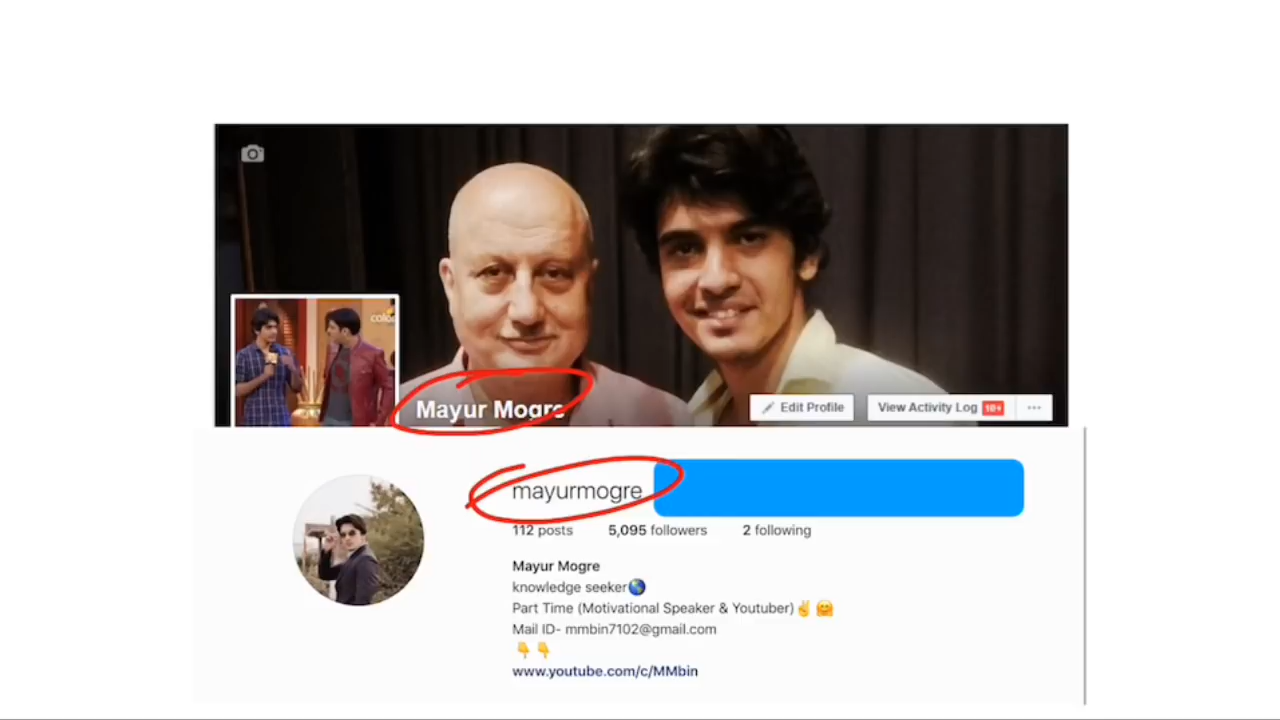 Mayur Mogre
Edit Profile
View Activity Log 10+ ...
mayurmogre
112 posts 5,095 followers 2 following
Mayur Mogre
knowledge seeker🌏
Part Time (Motivational Speaker & Youtuber)✌️ 🤗
Mail ID- mmbin7102@gmail.com
👇 👇
www.youtube.com/c/MMbin